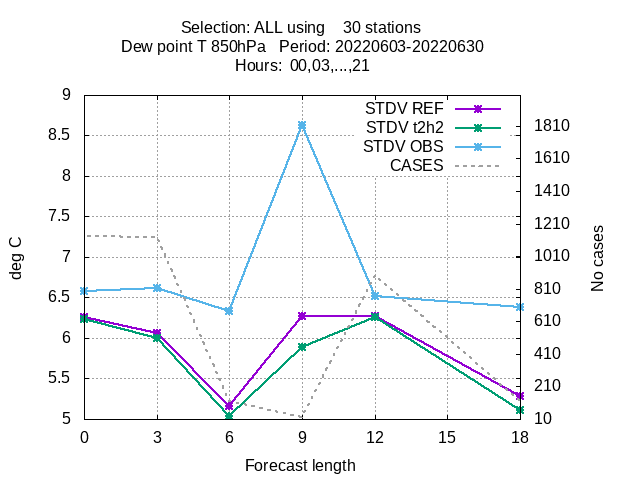 Selection: ALL using 30 stations
Dew point T 850hPa Period: 20220603-20220630
Hours: 00,03,...,21
STDV REF
STDV t2h2
STDV OBS
CASES
deg C
9
8.5
8
7.5
7
6.5
6
5.5
5
1810
1610
1410
1210
1010
810
610
410
210
10
No cases
0 3 6 9 12 15 18
Forecast length